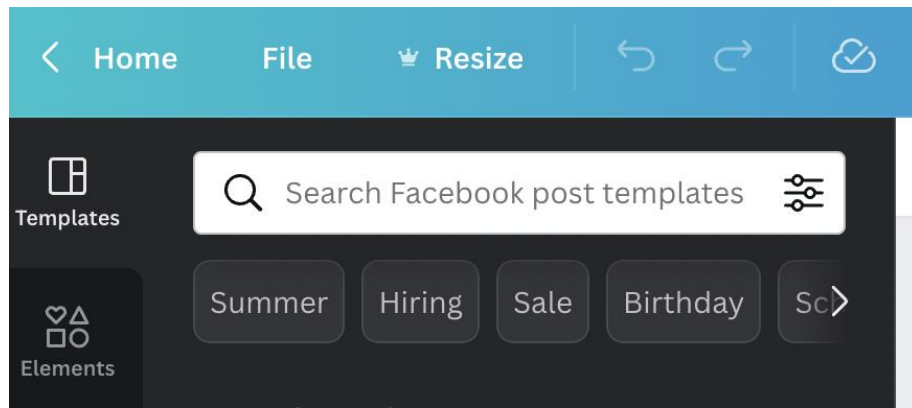 Home File Resize
Search Facebook post templates
Templates
Summer Hiring Sale Birthday
Elements